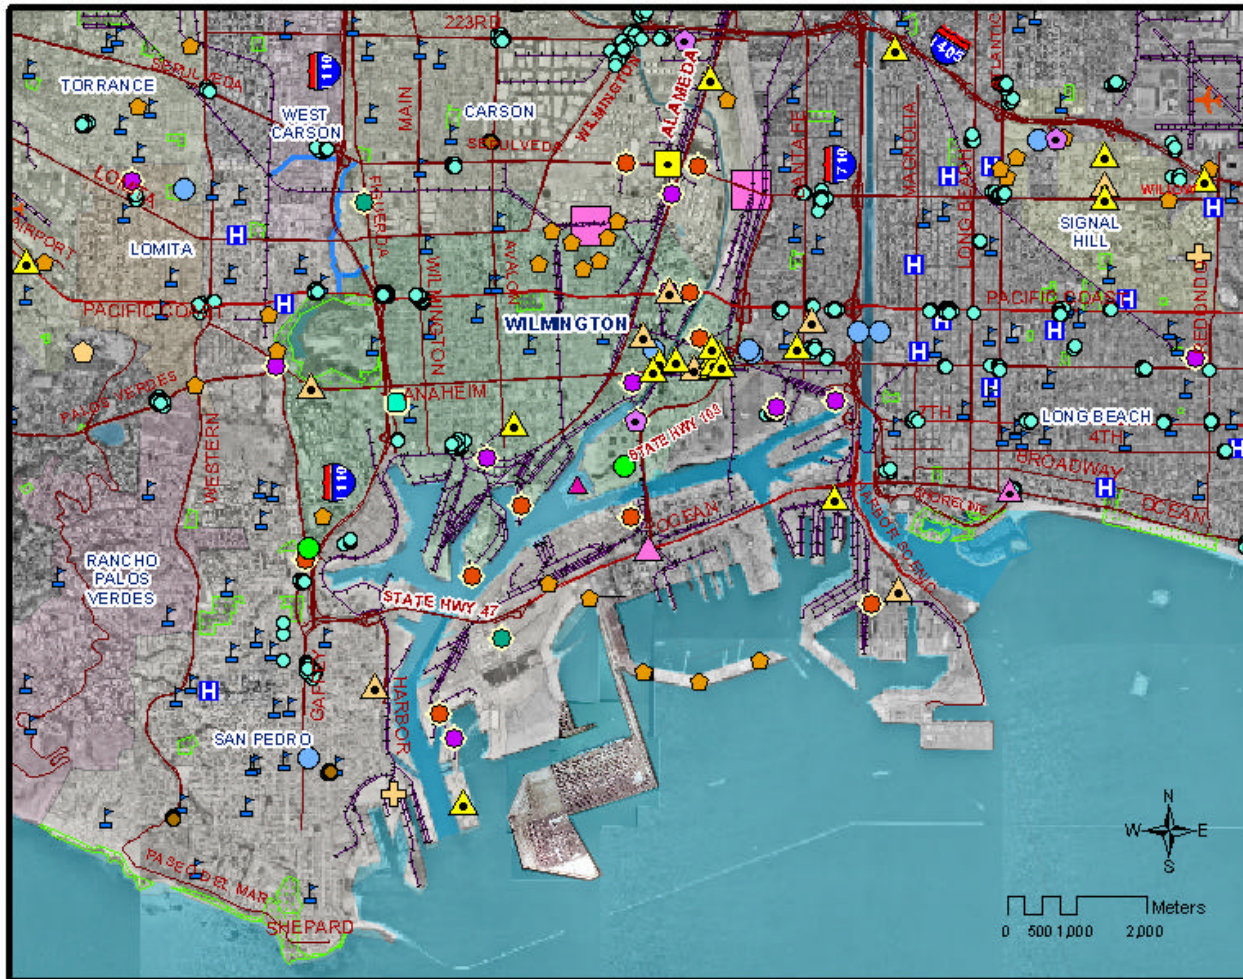 223RD
405
ATLANTIC
SEPULVEDA
TORRANCE
110
WEST
CARSON
MAIN
CARSON
WILMINGTON
ALAMEDA
SEPULVEDA
SANTA FE
710
MAGNOLIA
LONG BEACH
H
WILLOW
LOMITA
FIGUERDA
H
H
SIGNAL
HILL
AIRPORT
LOMITA
H
WILMINGTON
AVALON
H
REDONDO
PACIFIC COAST
H
WILMINGTON
PACIFIC COAST
H
H
H
H
PALOS VERDES
ANAHEIM
H
7TH
LONG BEACH
STATE HWY 103
4TH
H
WESTERN
110
BROADWAY
H
OCEAN
SHORELINE
OCEAN
HARBOR SCENIC
RANCHO
PALOS
VERDES
STATE HWY 47
H
GAFFEY
HARBOR
SAN PEDRO
N
W
E
S
PASEO DEL MAR
SHEPARD
Meters
0 500 1,000 2,000